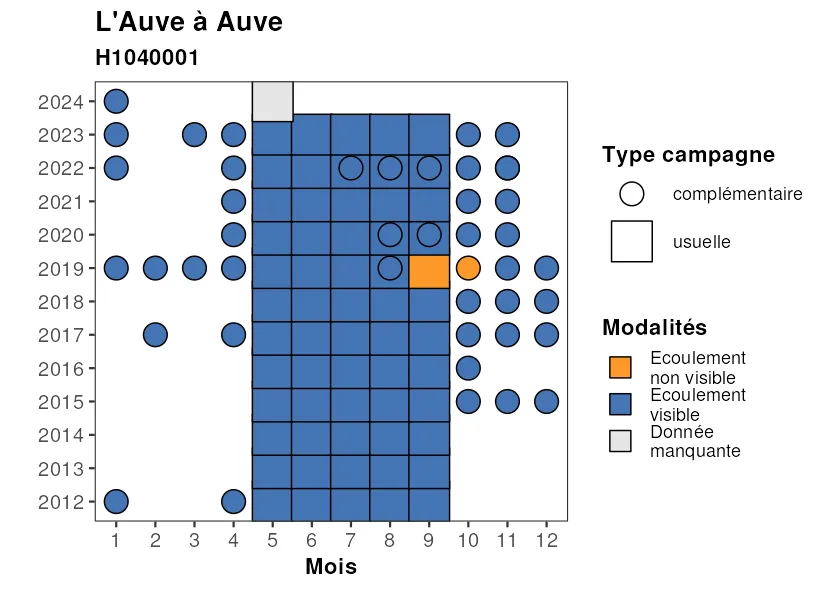 L'Auve à Auve
H1040001
2024
2023
2022
2021
2020
2019
2018
2017
2016
2015
2014
2013
2012
1 2 3 4 5 6 7 8 9 10 11 12
Mois
Type campagne
complémentaire
usuelle
Modalités
Ecoulement
non visible
Ecoulement
visible
Donnée
manquante